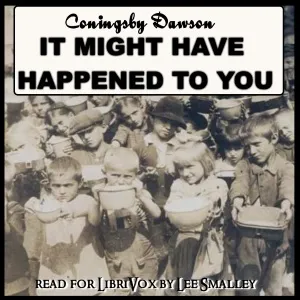 Coningsby Dawson
IT MIGHT HAVE
HAPPENED TO YOU
READ FOR LIBRIVOX BY LEE SMALLEY